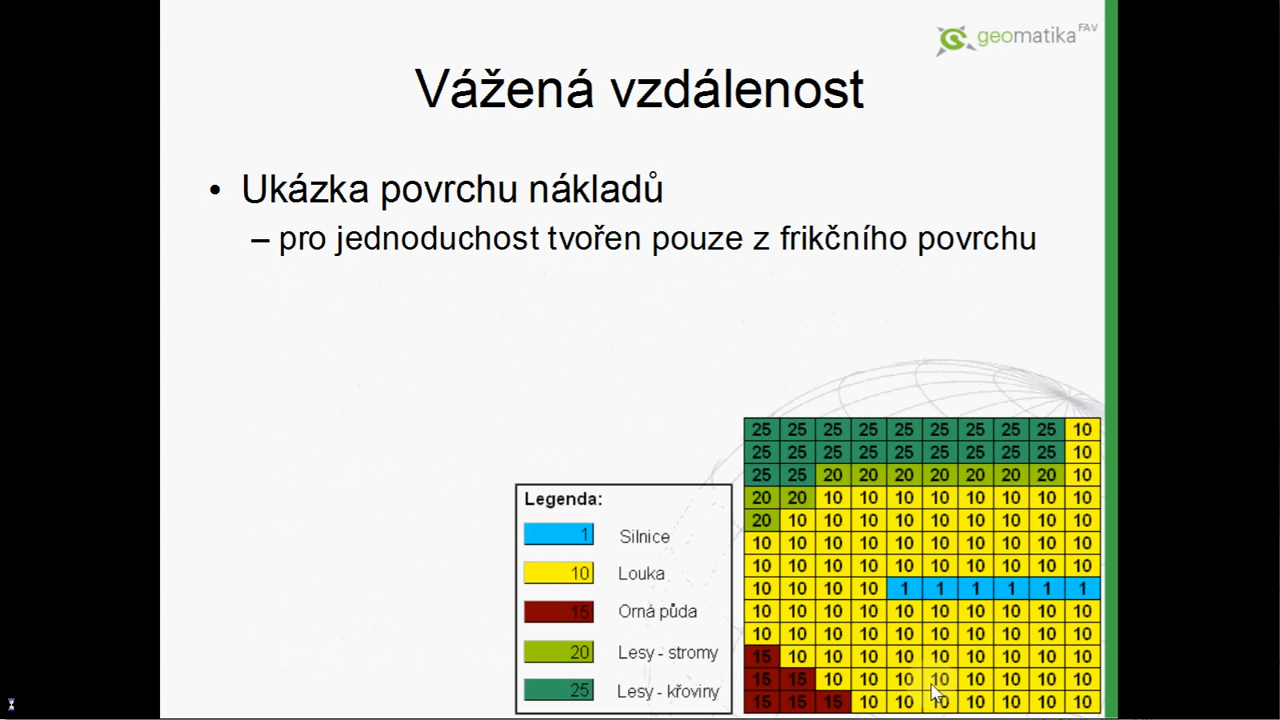 geomatika FAV
Vážená vzdálenost
• Ukázka povrchu nákladů
– pro jednoduchost tvořen pouze z frikčního povrchu
Legenda:
1 Silnice
10 Louka
15 Orná půda
20 Lesy - stromy
25 Lesy - křoviny
25 25 25 25 25 25 25 25 25 10
25 25 25 25 25 25 25 25 25 10
25 25 20 20 20 20 20 20 20 10
20 20 10 10 10 10 10 10 10 10
20 10 10 10 10 10 10 10 10 10
10 10 10 10 10 10 10 10 10 10
10 10 10 10 10 10 10 10 10 10
10 10 10 10 1 1 1 1 1 1
10 10 10 10 10 10 10 10 10 10
10 10 10 10 10 10 10 10 10 10
15 10 10 10 10 10 10 10 10 10
15 15 10 10 10 10 10 10 10 10
15 15 15 10 10 10 10 10 10 10